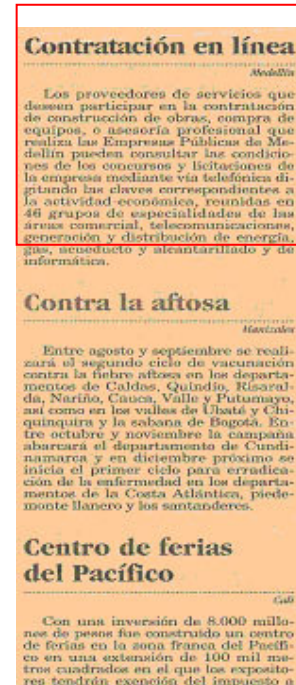 Contratación en línea
Medellín
Los proveedores de servicios que
deseen participar en la contratación
de construcción de obras, compra de
equipos, o asesoría profesional que
realiza las Empresas Públicas de Me-
dellín pueden consultar las condicio-
nes de los concursos y licitaciones de
la empresa mediante vía telefónica di-
gitando las claves correspondientes a
la actividad económica, reunidas en
46 grupos de especialidades de las
áreas comercial, telecomunicaciones,
generación y distribución de energía,
gas, acueducto y alcantarillado y de
informática.
Contra la aftosa
Manizales
Entre agosto y septiembre se reali-
zará el segundo ciclo de vacunación
contra la fiebre aftosa en los departa-
mentos de Caldas, Quindío, Risaral-
da, Nariño, Cauca, Valle y Putumayo,
así como en los valles de Ubaté y Chi-
quinquira y la sabana de Bogotá. En-
tre octubre y noviembre la campaña
abarcará el departamento de Cundi-
namarca y en diciembre próximo se
inicia el primer ciclo para erradica-
ción de la enfermedad en los departa-
mentos de la Costa Atlántica, piede-
monte llanero y los santanderes.
Centro de ferias
del Pacífico
Cali
Con una inversión de 8.000 millo-
nes de pesos fue construido un centro
de ferias en la zona franca del Pacífi-
co en una extensión de 100 mil me-
tros cuadrados en el que los exposito-
res tendrán exención del impuesto a